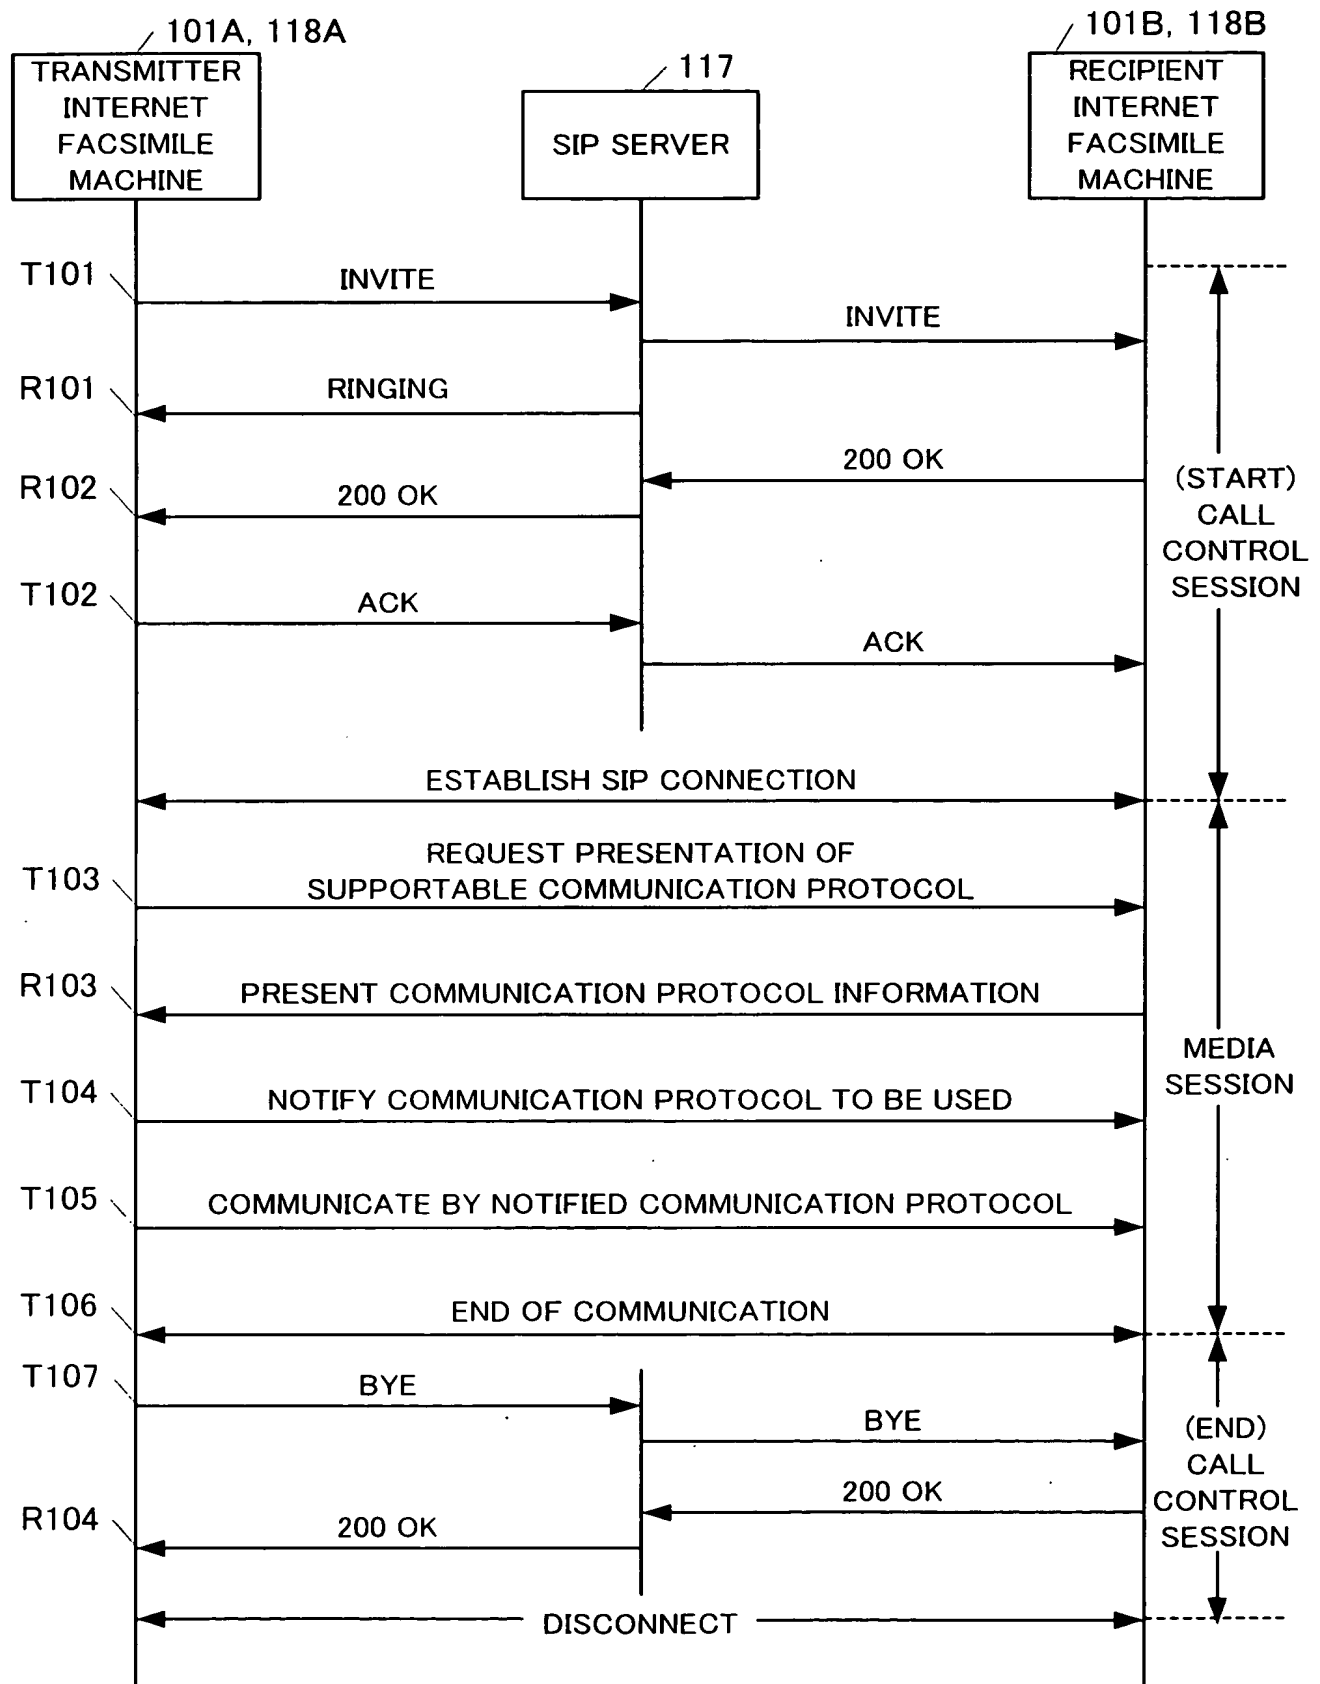 101A, 118A
TRANSMITTER
INTERNET
FACSIMILE
MACHINE
117
SIP SERVER
101B, 118B
RECIPIENT
INTERNET
FACSIMILE
MACHINE
T101
INVITE
INVITE
R101
RINGING
200 OK
R102
200 OK
(START)
CALL
CONTROL
SESSION
T102
ACK
ACK
ESTABLISH SIP CONNECTION
T103
REQUEST PRESENTATION OF
SUPPORTABLE COMMUNICATION PROTOCOL
R103
PRESENT COMMUNICATION PROTOCOL INFORMATION
MEDIA
SESSION
T104
NOTIFY COMMUNICATION PROTOCOL TO BE USED
T105
COMMUNICATE BY NOTIFIED COMMUNICATION PROTOCOL
T106
END OF COMMUNICATION
T107
BYE
BYE
(END)
CALL
CONTROL
SESSION
200 OK
R104
200 OK
DISCONNECT